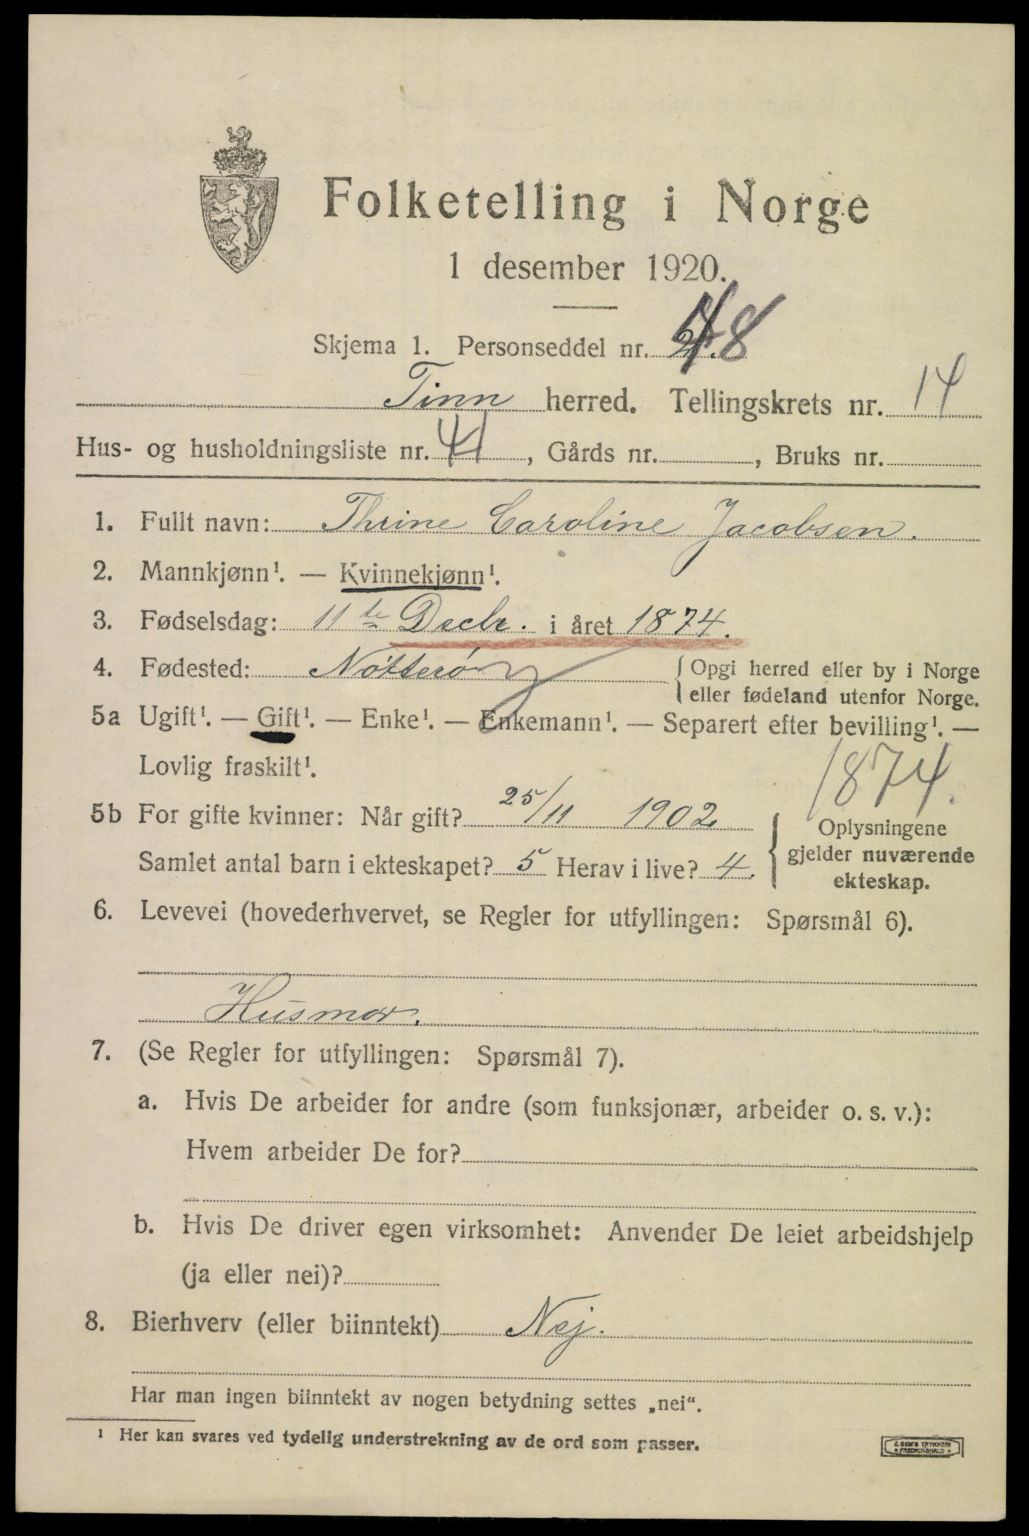 Folketelling i Norge
1 desember 1920.
Skjema 1. Personseddel nr. 8
Tinn herred. Tellingskrets nr. 14
Hus- og husholdningsliste nr. 41, Gårds nr. , Bruks nr.
1. Fullt navn: Thrine Caroline Jacobsen.
2. Mannkjønn¹. — Kvinnekjønn¹.
3. Fødselsdag: 11te Decbr. i året 1874.
4. Fødested: Nøtterø { Opgi herred eller by i Norge
eller fødeland utenfor Norge.
5a Ugift¹. — Gift¹. — Enke¹. — Enkemann¹. — Separert efter bevilling¹. —
Lovlig fraskilt¹.
1874.
5b For gifte kvinner: Når gift? 25/11 1902
Samlet antal barn i ekteskapet? 5 Herav i live? 4.
{ Oplysningene
gjelder nuværende
ekteskap.
6. Levevei (hovederhvervet, se Regler for utfyllingen: Spørsmål 6).
Husmor.
7. (Se Regler for utfyllingen: Spørsmål 7).
a. Hvis De arbeider for andre (som funksjonær, arbeider o. s. v.):
Hvem arbeider De for?
b. Hvis De driver egen virksomhet: Anvender De leiet arbeidshjelp
(ja eller nei)?
8. Bierhverv (eller biinntekt) Nej.
Har man ingen biinntekt av nogen betydning settes „nei“.
¹ Her kan svares ved tydelig understrekning av de ord som passer.